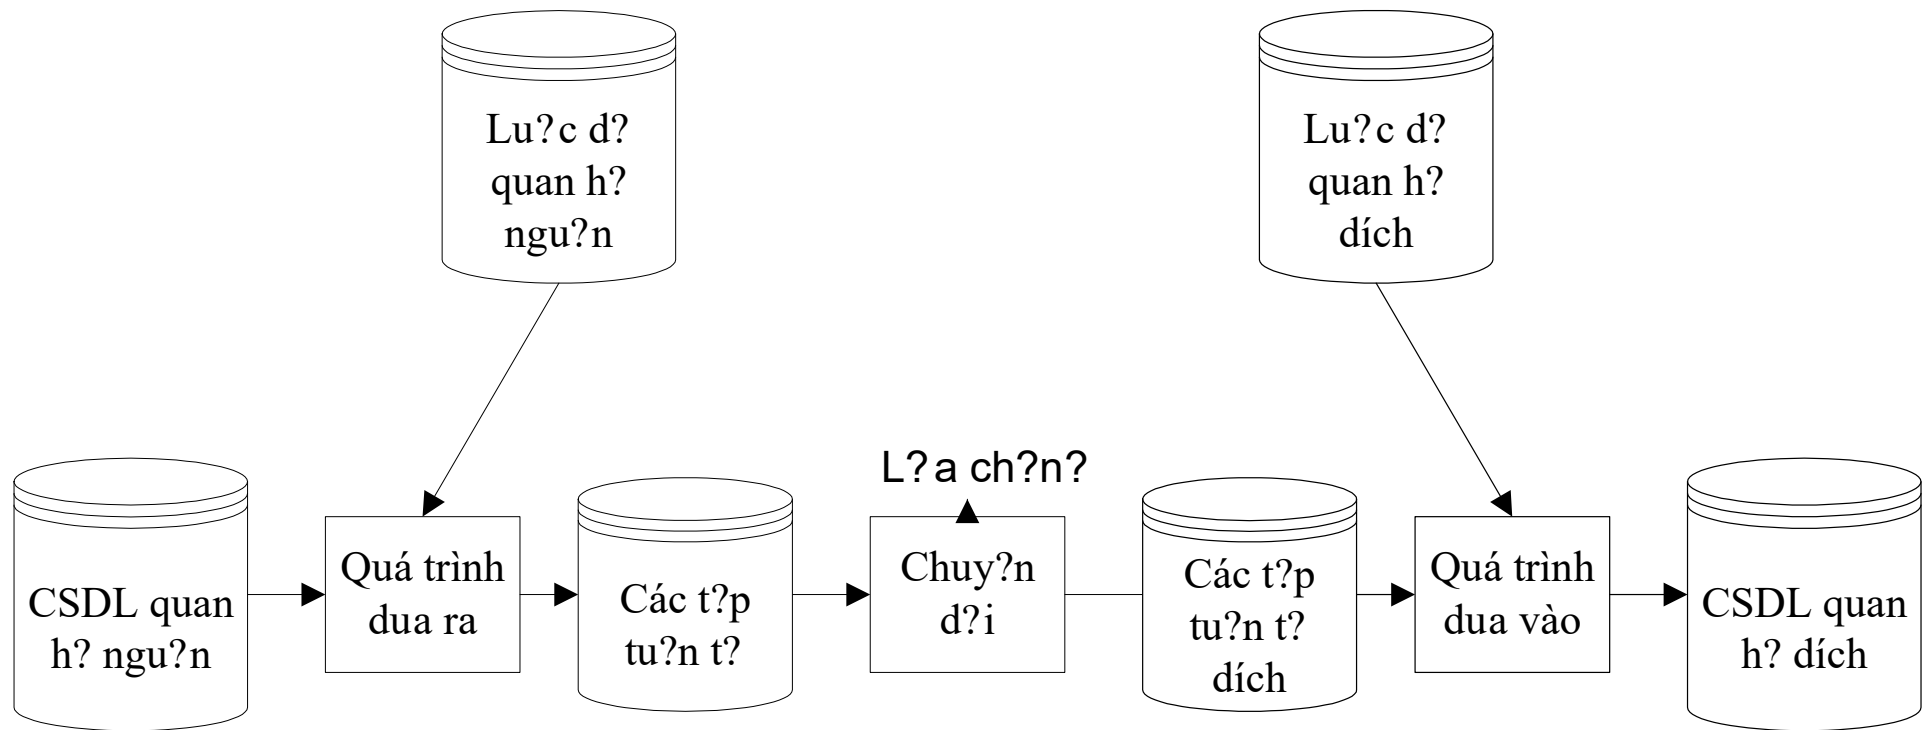 Lu?c d?
quan h?
ngu?n
Lu?c d?
quan h?
dích
L?a ch?n?
CSDL quan
h? ngu?n
Quá trình
dua ra
Các t?p
tu?n t?
Chuy?n
d?i
Các t?p
tu?n t?
dích
Quá trình
dua vào
CSDL quan
h? dích